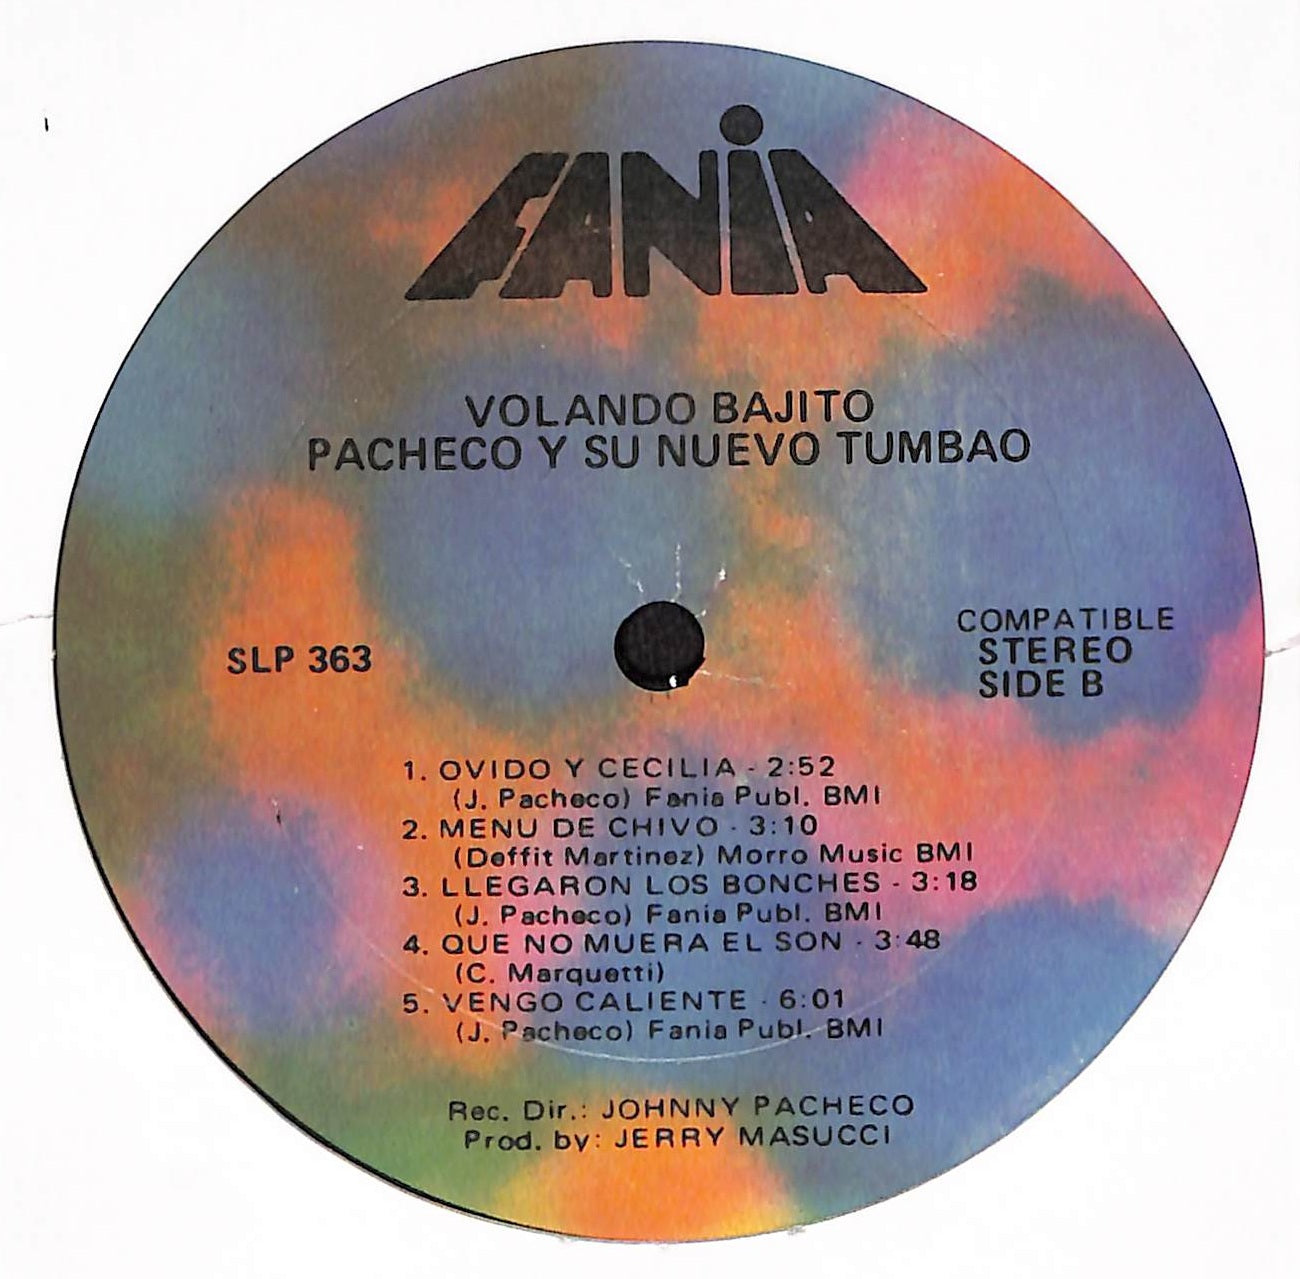 FANiA
VOLANDO BAJITO
PACHECO Y SU NUEVO TUMBAO
SLP 363
COMPATIBLE
STEREO
SIDE B
1. OVIDO Y CECILIA - 2:52
(J. Pacheco) Fania Publ. BMI
2. MENU DE CHIVO - 3:10
(Deffit Martinez) Morro Music BMI
3. LLEGARON LOS BONCHES - 3:18
(J. Pacheco) Fania Publ. BMI
4. QUE NO MUERA EL SON - 3:48
(C. Marquetti)
5. VENGO CALIENTE - 6:01
(J. Pacheco) Fania Publ. BMI
Rec. Dir.: JOHNNY PACHECO
Prod. by: JERRY MASUCCI